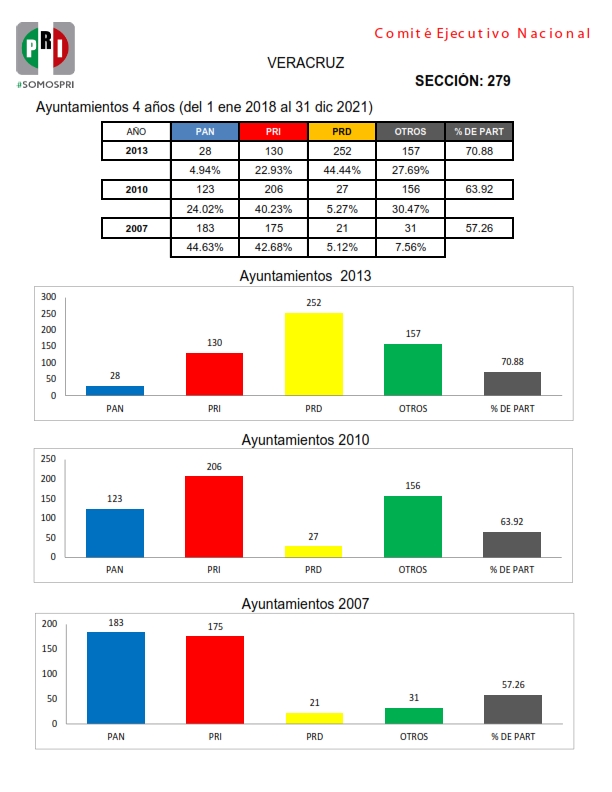 Comité Ejecutivo Nacional
PRI
#SOMOSPRI
VERACRUZ
SECCIÓN: 279
Ayuntamientos 4 años (del 1 ene 2018 al 31 dic 2021)
AÑO PAN PRI PRD OTROS % DE PART
2013 28 130 252 157 70.88
4.94% 22.93% 44.44% 27.69%
2010 123 206 27 156 63.92
24.02% 40.23% 5.27% 30.47%
2007 183 175 21 31 57.26
44.63% 42.68% 5.12% 7.56%
Ayuntamientos 2013
300
250
200
150
100
50
0
28 130 252 157 70.88
PAN PRI PRD OTROS % DE PART
Ayuntamientos 2010
250
200
150
100
50
0
123 206 27 156 63.92
PAN PRI PRD OTROS % DE PART
Ayuntamientos 2007
200
150
100
50
0
183 175 21 31 57.26
PAN PRI PRD OTROS % DE PART